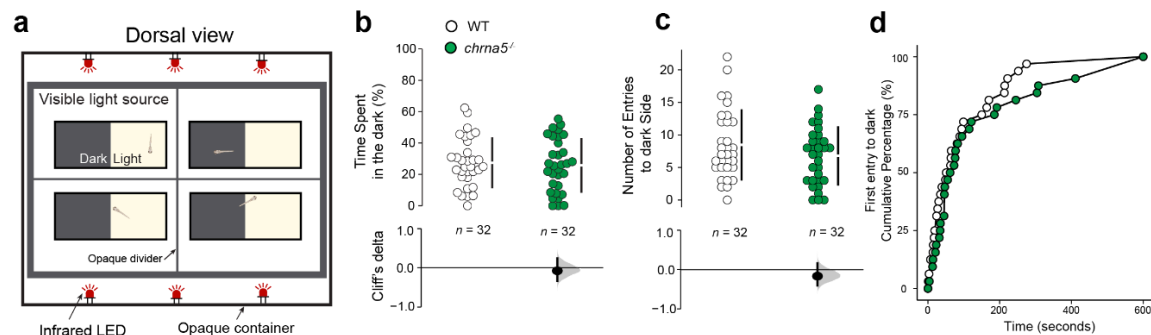 a
Dorsal view
Visible light source
Dark Light
Opaque divider
Infrared LED
Opaque container
b
WT
chrna5-/-
Time Spent
in the dark (%)
100
80
60
40
20
0
n = 32
n = 32
Cliff's delta
1.0
0.0
−1.0
c
Number of Entries
to dark Side
20
15
10
5
0
n = 32
n = 32
1.0
0.0
−1.0
d
First entry to dark
Cumulative Percentage (%)
100
75
50
25
0
0
200
400
600
Time (seconds)